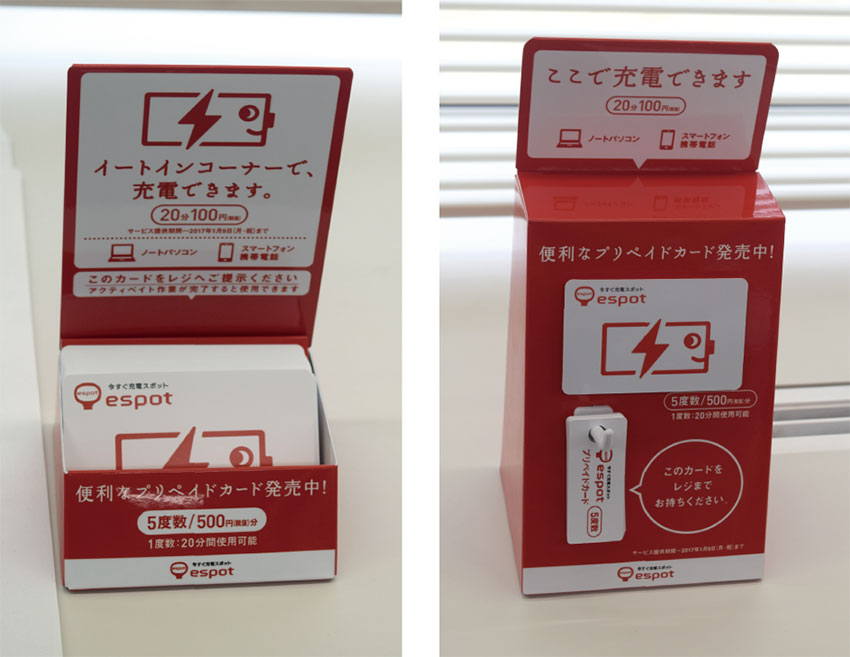 イートインコーナーで、
充電できます。
20分100円(税抜)
サービス提供期間〜2017年1月9日(月・祝)まで
ノートパソコン
スマートフォン
携帯電話
このカードをレジへご提示ください
アクティベイト作業が完了すると使用できます
今すぐ充電スポット
espot
espot
便利なプリペイドカード発売中!
5度数/500円(税抜)分
1度数:20分間使用可能
今すぐ充電スポット
espot
espot
ここで充電できます
20分100円(税抜)
ノートパソコン
スマートフォン
携帯電話
便利なプリペイドカード発売中!
今すぐ充電スポット
espot
espot
5度数/500円(税抜)分
1度数:20分間使用可能
今すぐ充電スポット
espot
プリペイドカード
5度数
このカードを
レジまで
お持ちください。
サービス提供期間〜2017年1月9日(月・祝)まで
今すぐ充電スポット
espot
espot